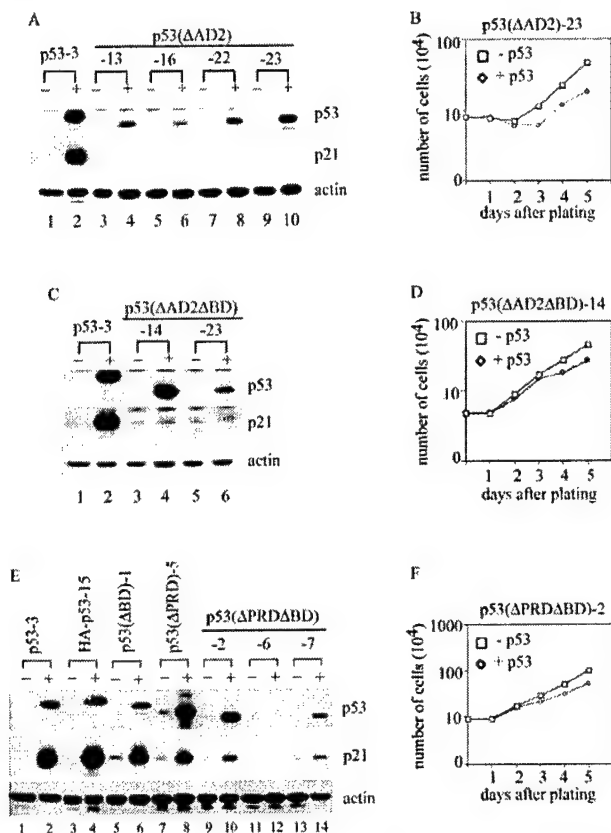 A
p53(ΔAD2)
p53-3 -13 -16 -22 -23
– + – + – + – + – +
p53
p21
actin
1 2 3 4 5 6 7 8 9 10
B
p53(ΔAD2)-23
number of cells (10⁴)
100
10
0
□ - p53
◇ + p53
1 2 3 4 5
days after plating
C
p53(ΔAD2ΔBD)
p53-3 -14 -23
– + – + – +
p53
p21
actin
1 2 3 4 5 6
D
p53(ΔAD2ΔBD)-14
number of cells (10⁴)
100
10
0
□ - p53
◇ + p53
1 2 3 4 5
days after plating
E
p53-3
HA-p53-15
p53(ΔBD)-1
p53(ΔPRD)-5
p53(ΔPRDΔBD)
-2 -6 -7
– + – + – + – + – + – + – +
p53
p21
actin
1 2 3 4 5 6 7 8 9 10 11 12 13 14
F
p53(ΔPRDΔBD)-2
number of cells (10⁴)
1000
100
10
0
□ - p53
◇ + p53
1 2 3 4 5
days after plating